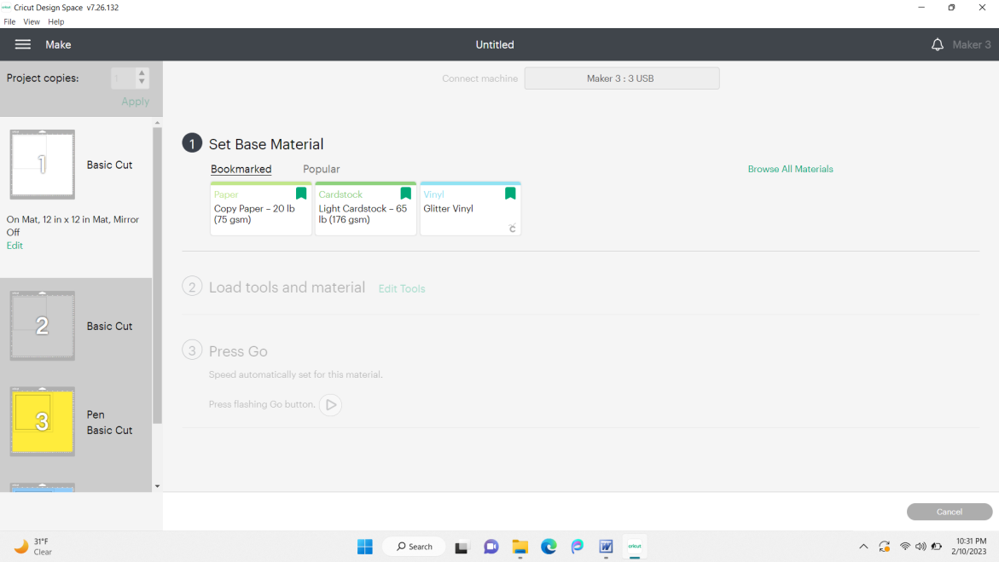 cricut Cricut Design Space v7.26.132
File View Help
Make Untitled Maker 3
Project copies: 1
Apply
Connect machine Maker 3 : 3 USB
1 Basic Cut
On Mat, 12 in x 12 in Mat, Mirror
Off
Edit
2 Basic Cut
3 Pen
Basic Cut
1 Set Base Material
Bookmarked Popular Browse All Materials
Paper Cardstock Vinyl
Copy Paper – 20 lb Light Cardstock – 65 Glitter Vinyl
(75 gsm) lb (176 gsm)
2 Load tools and material Edit Tools
3 Press Go
Speed automatically set for this material.
Press flashing Go button.
Cancel
31°F
Clear
Search
cricut
10:31 PM
2/10/2023